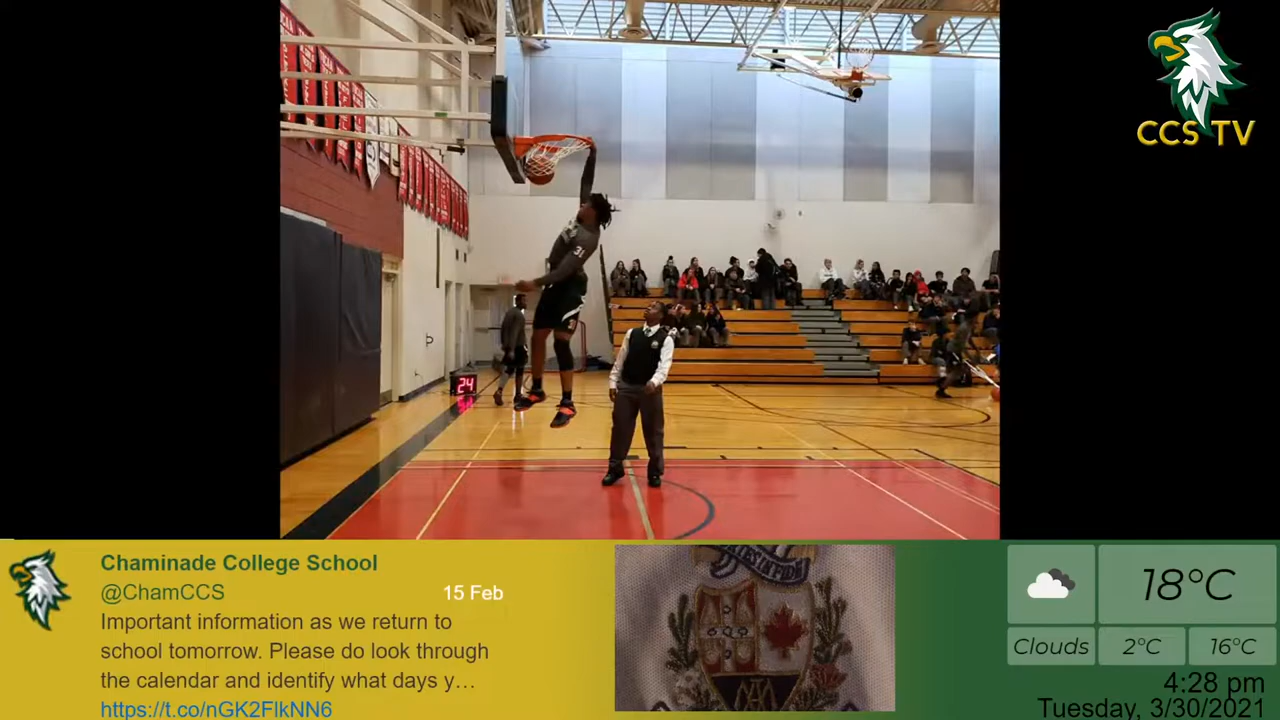 CCS TV
31
24
Chaminade College School
@ChamCCS
15 Feb
Important information as we return to
school tomorrow. Please do look through
the calendar and identify what days y...
https://t.co/nGK2FlkNN6
18°C
Clouds
2°C
16°C
4:28 pm
Tuesday, 3/30/2021